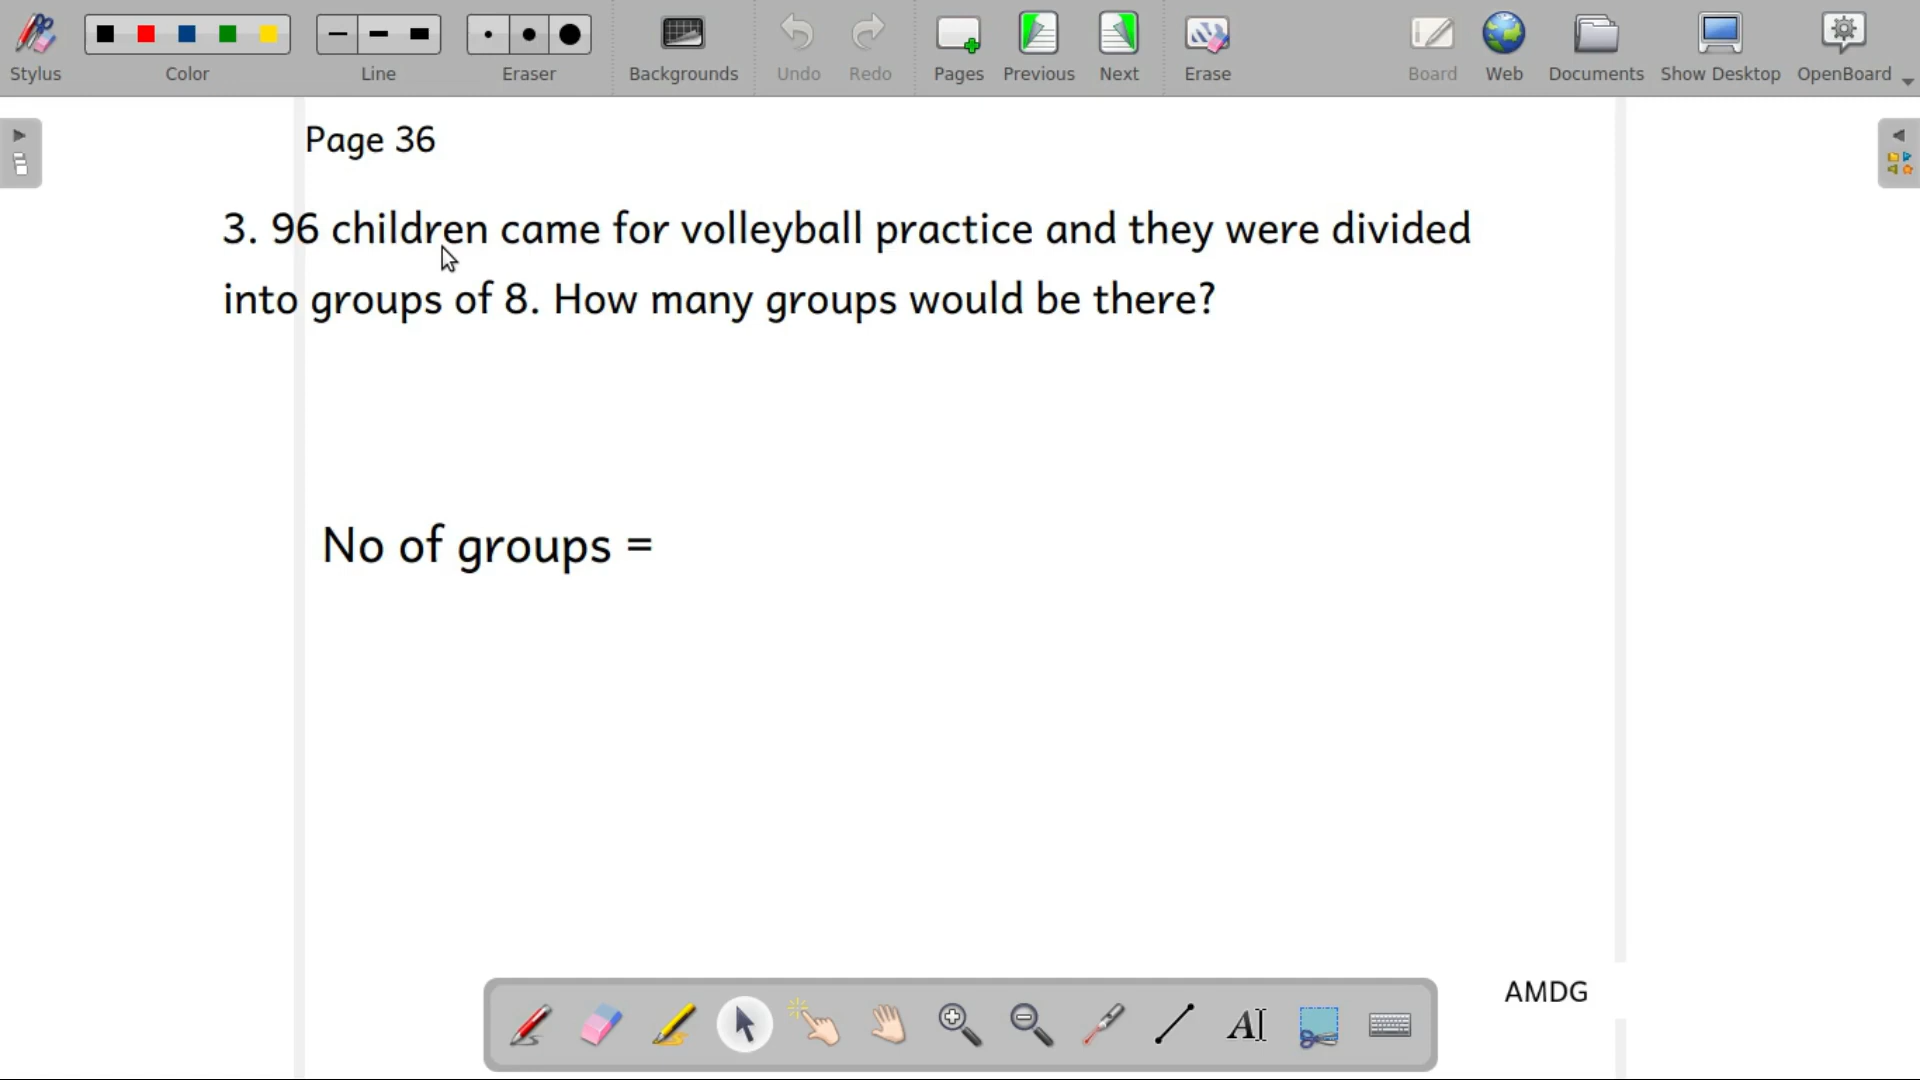 Stylus
Color
Line
Eraser
Backgrounds
Undo
Redo
Pages
Previous
Next
Erase
Board
Web
Documents
Show Desktop
OpenBoard
Page 36
3. 96 children came for volleyball practice and they were divided
into groups of 8. How many groups would be there?
No of groups =
AMDG